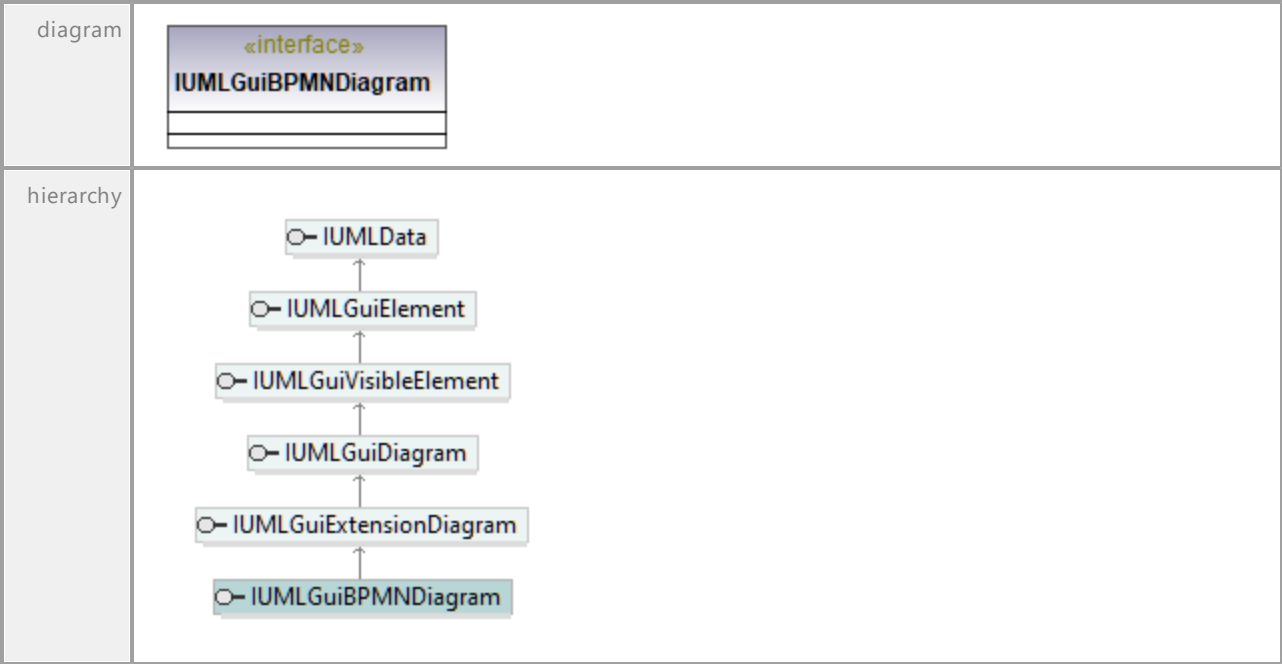 diagram
«interface»
IUMLGuiBPMNDiagram
hierarchy
IUMLData
IUMLGuiElement
IUMLGuiVisibleElement
IUMLGuiDiagram
IUMLGuiExtensionDiagram
IUMLGuiBPMNDiagram